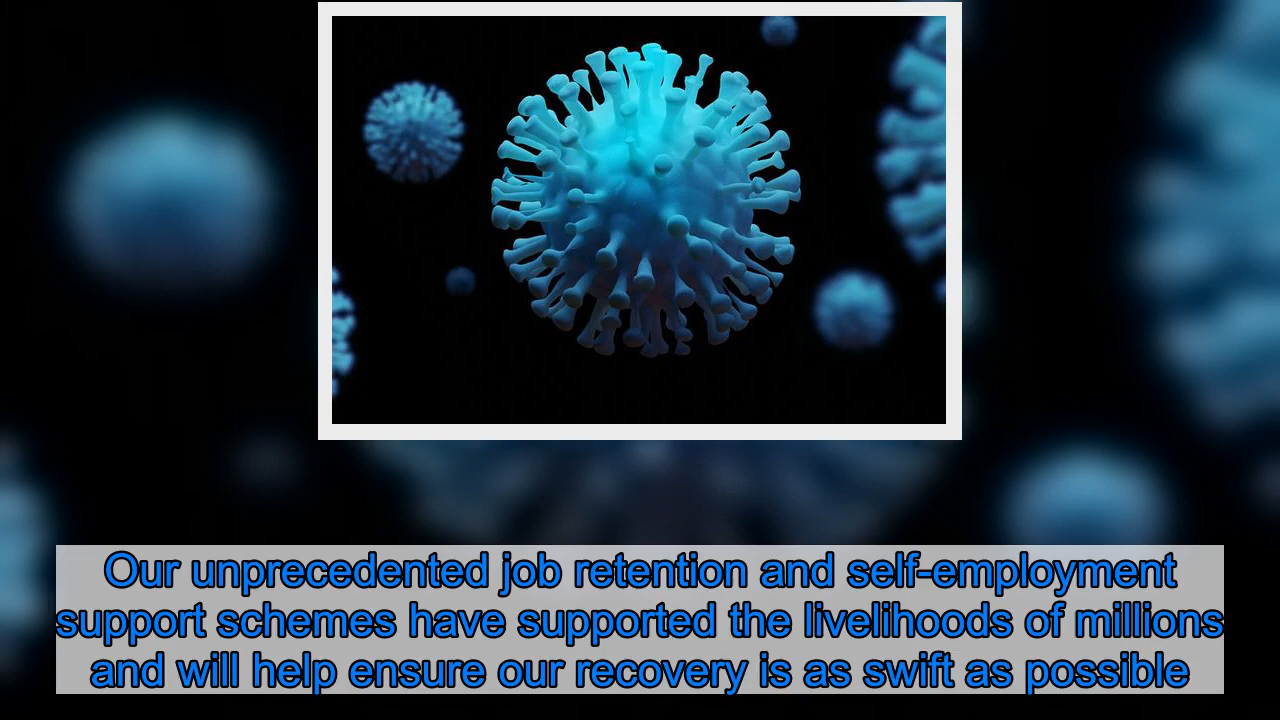 Our unprecedented job retention and self-employment
support schemes have supported the livelihoods of millions
and will help ensure our recovery is as swift as possible